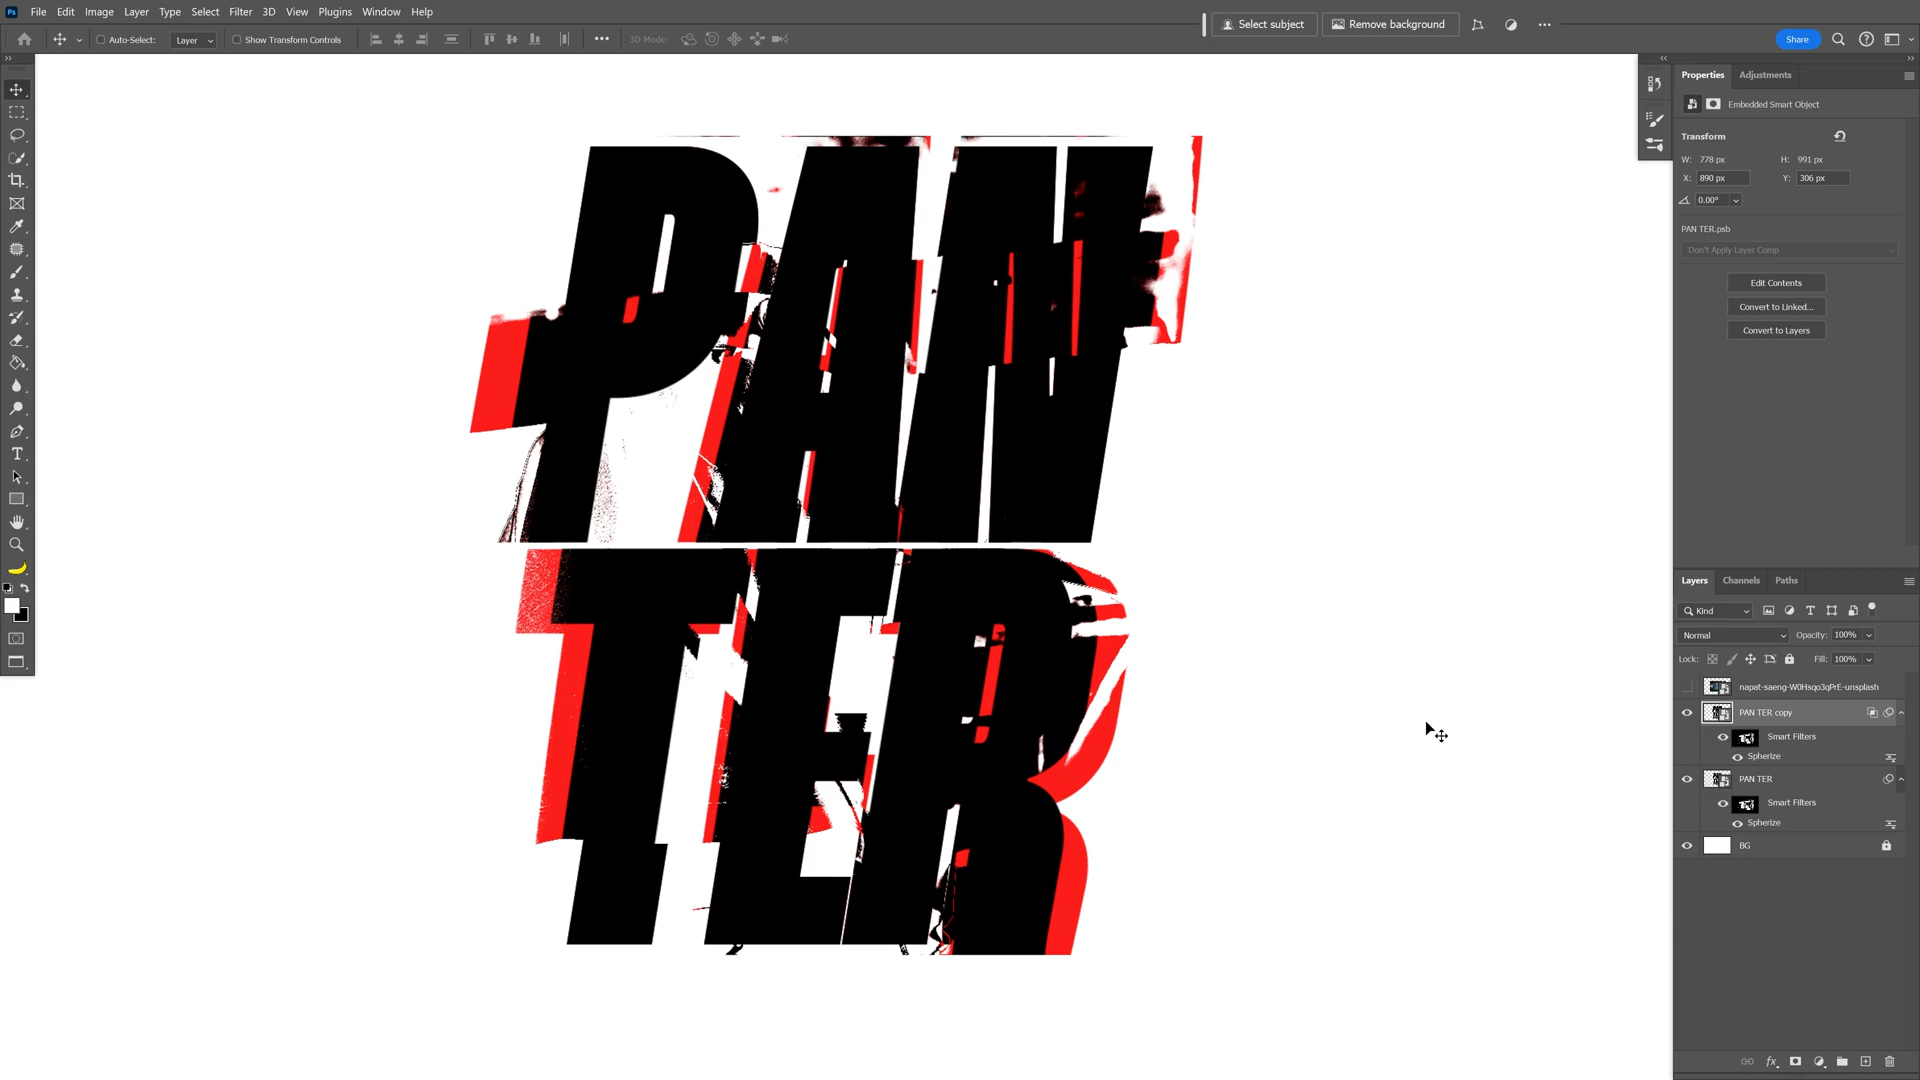 Ps File Edit Image Layer Type Select Filter 3D View Plugins Window Help
Select subject Remove background
Auto-Select: Layer Show Transform Controls 3D Mode: Share
Properties Adjustments
Embedded Smart Object
Transform
W: 778 px H: 991 px
X: 890 px Y: 306 px
0.00°
PAN TER.psb
Don't Apply Layer Comp
Edit Contents
Convert to Linked...
Convert to Layers
PAN
TER
Layers Channels Paths
Kind
Normal Opacity: 100%
Lock: Fill: 100%
napat-saeng-W0Hsqo3qPrE-unsplash
PAN TER copy
Smart Filters
Spherize
PAN TER
Smart Filters
Spherize
BG
fx